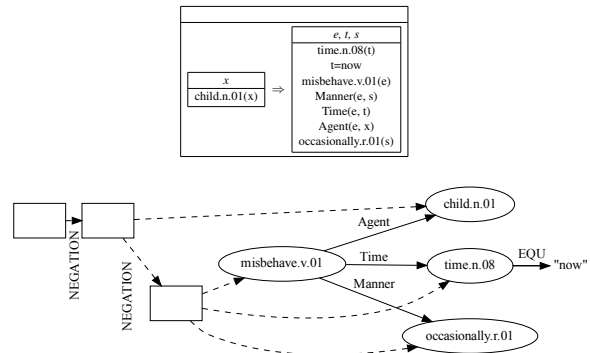 e, t, s
time.n.08(t)
t=now
x
misbehave.v.01(e)
child.n.01(x)
⇒
Manner(e, s)
Time(e, t)
Agent(e, x)
occasionally.r.01(s)
child.n.01
Agent
NEGATION
misbehave.v.01
Time
time.n.08
EQU
"now"
NEGATION
Manner
occasionally.r.01